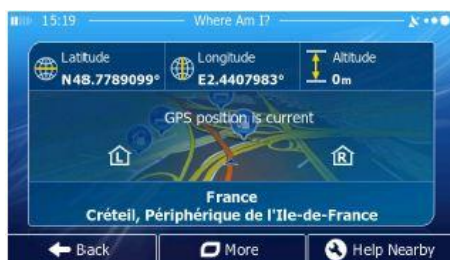 15:19
Where Am I?
Latitude
N48.7789099°
Longitude
E2.4407983°
Altitude
0m
GPS position is current
L
R
France
Créteil, Périphérique de l'Ile-de-France
Back
More
Help Nearby